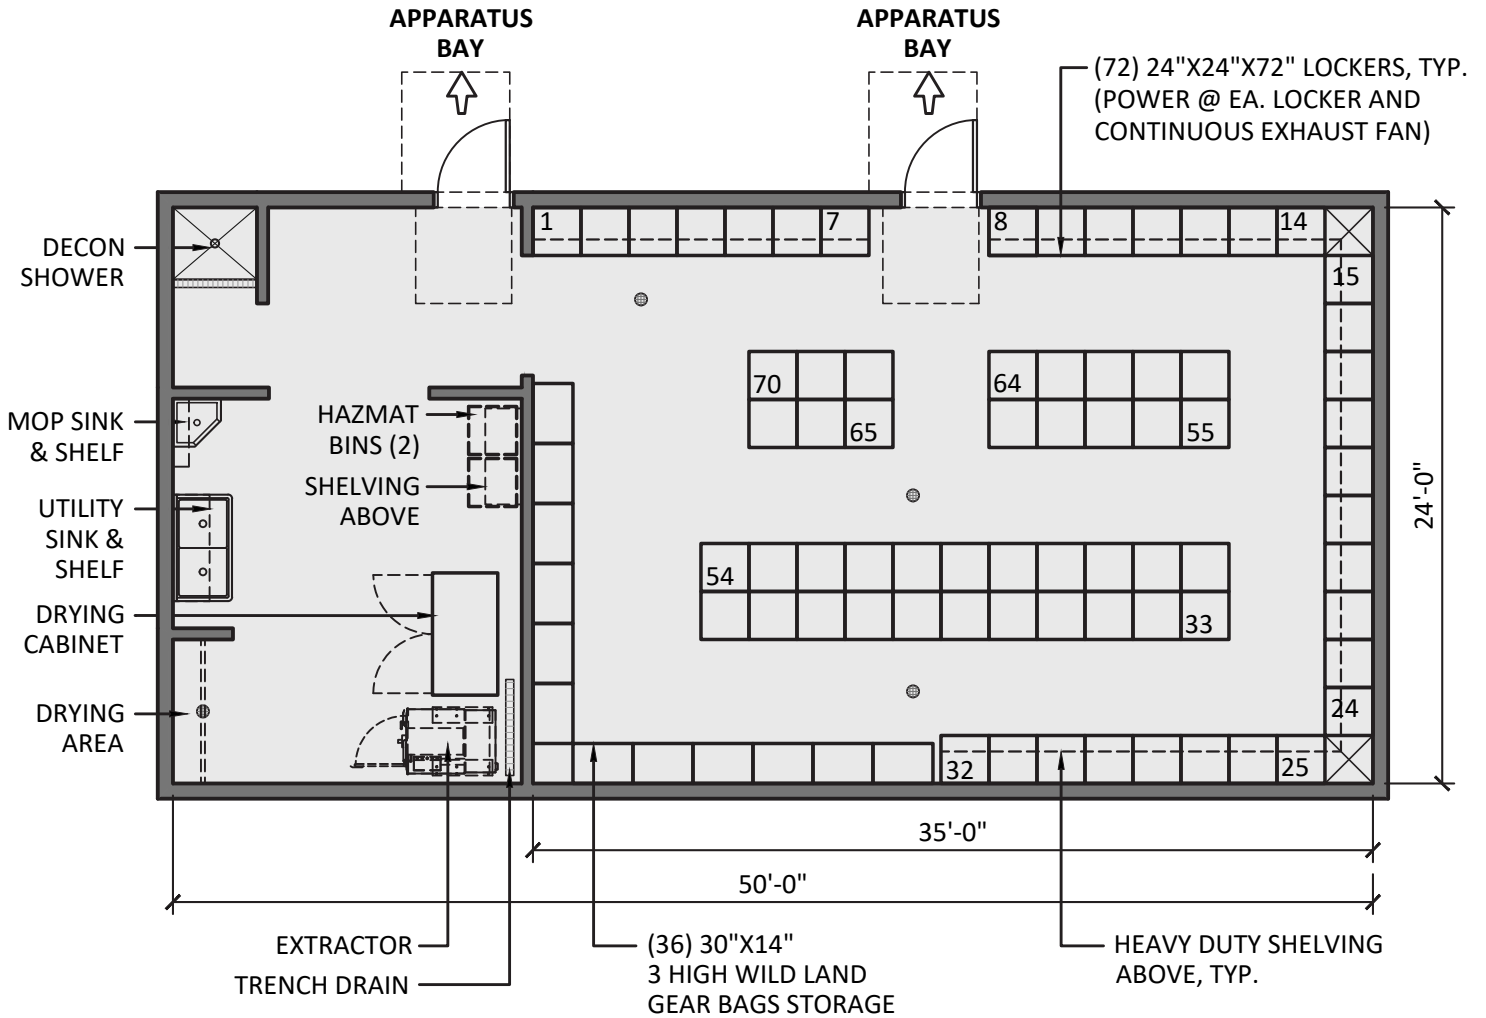 APPARATUS
BAY
APPARATUS
BAY
(72) 24"X24"X72" LOCKERS, TYP.
(POWER @ EA. LOCKER AND
CONTINUOUS EXHAUST FAN)
1
7
8
14
DECON
SHOWER
15
70
64
65
55
HAZMAT
BINS (2)
MOP SINK
& SHELF
SHELVING
ABOVE
UTILITY
SINK &
SHELF
24'-0"
54
33
DRYING
CABINET
DRYING
AREA
24
32
25
35'-0"
50'-0"
EXTRACTOR
TRENCH DRAIN
(36) 30"X14"
3 HIGH WILD LAND
GEAR BAGS STORAGE
HEAVY DUTY SHELVING
ABOVE, TYP.